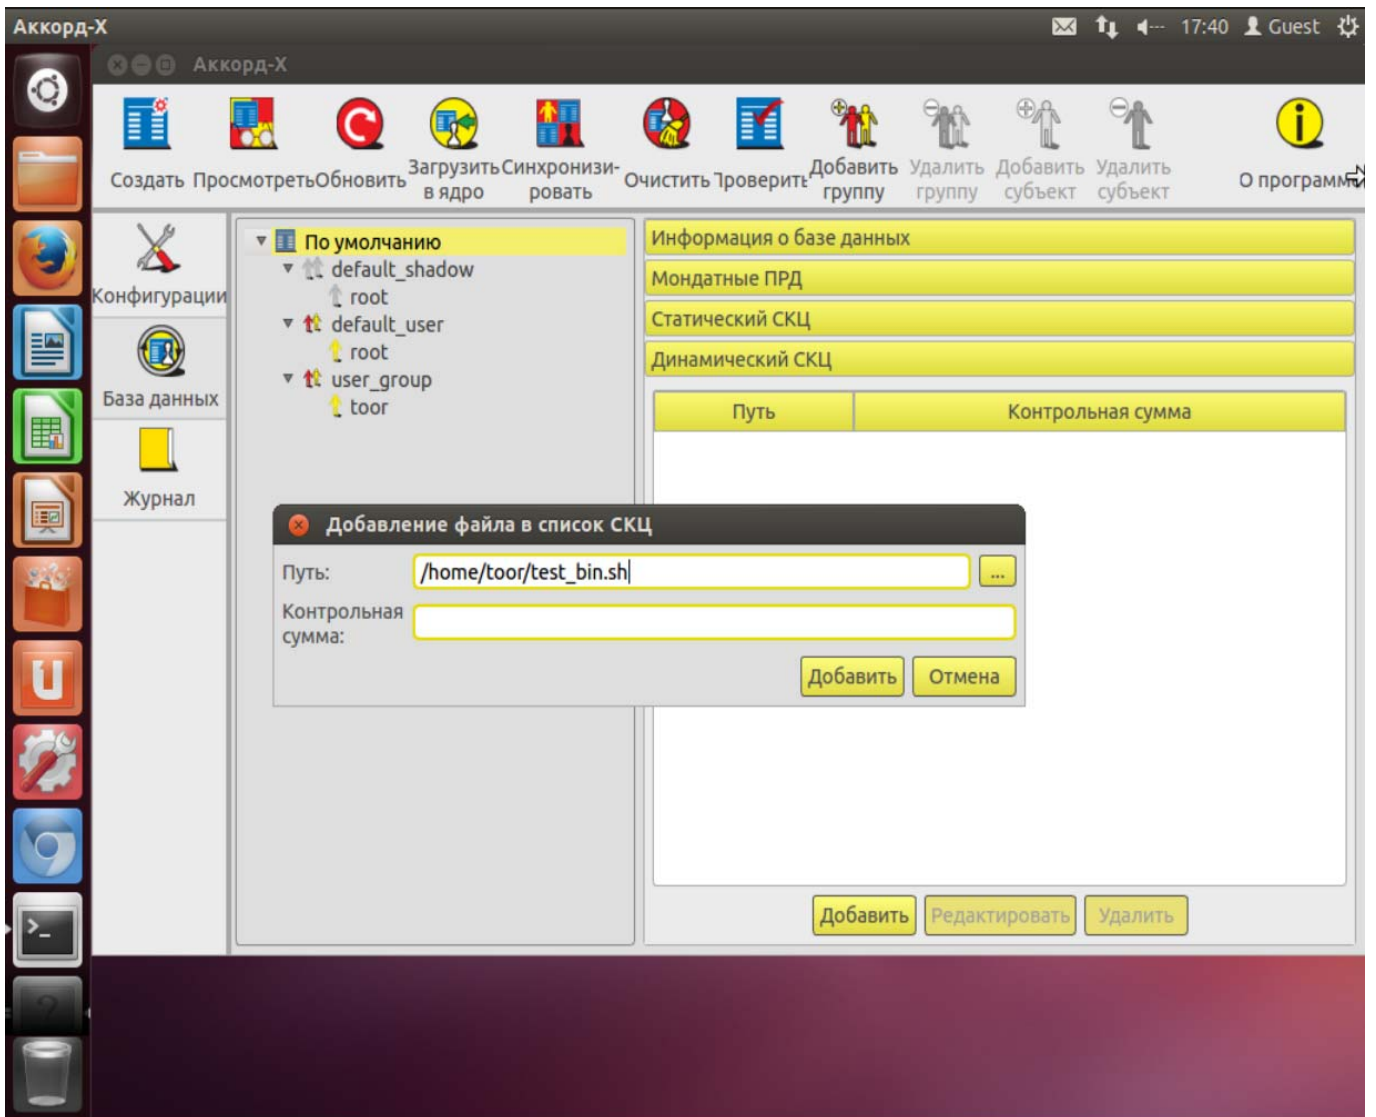 Аккорд-X
17:40 Guest
Аккорд-X
Создать
Просмотреть
Обновить
Загрузить
в ядро
Синхронизи-
ровать
Очистить
Проверить
Добавить
группу
Удалить
группу
Добавить
субъект
Удалить
субъект
О программе
Конфигурации
База данных
Журнал
По умолчанию
default_shadow
root
default_user
root
user_group
toor
Информация о базе данных
Мондатные ПРД
Статический СКЦ
Динамический СКЦ
Путь
Контрольная сумма
Добавление файла в список СКЦ
Путь:
/home/toor/test_bin.sh
...
Контрольная
сумма:
Добавить
Отмена
Добавить
Редактировать
Удалить